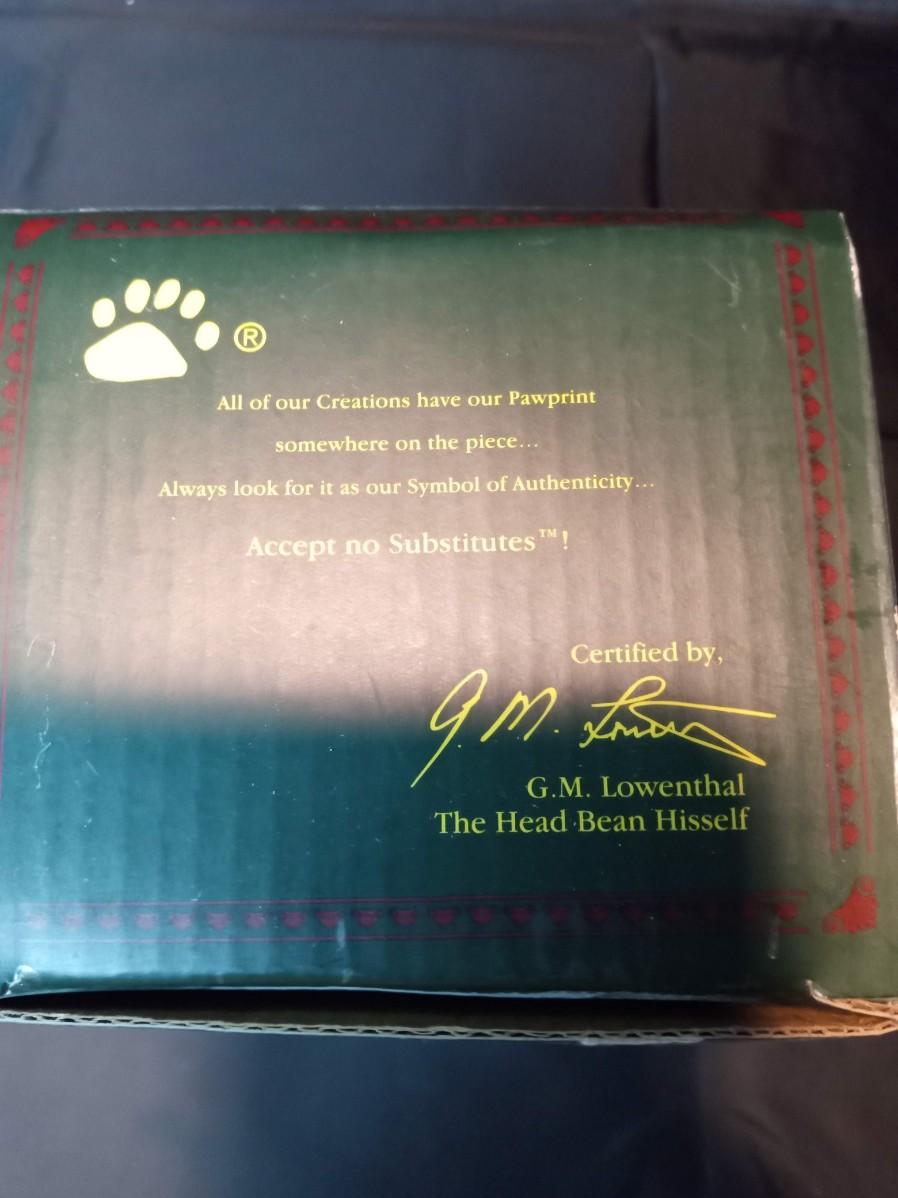 ®
All of our Creations have our Pawprint
somewhere on the piece...
Always look for it as our Symbol of Authenticity...
Accept no Substitutes™!
Certified by,
G.M. Lowenthal
G.M. Lowenthal
The Head Bean Hisself